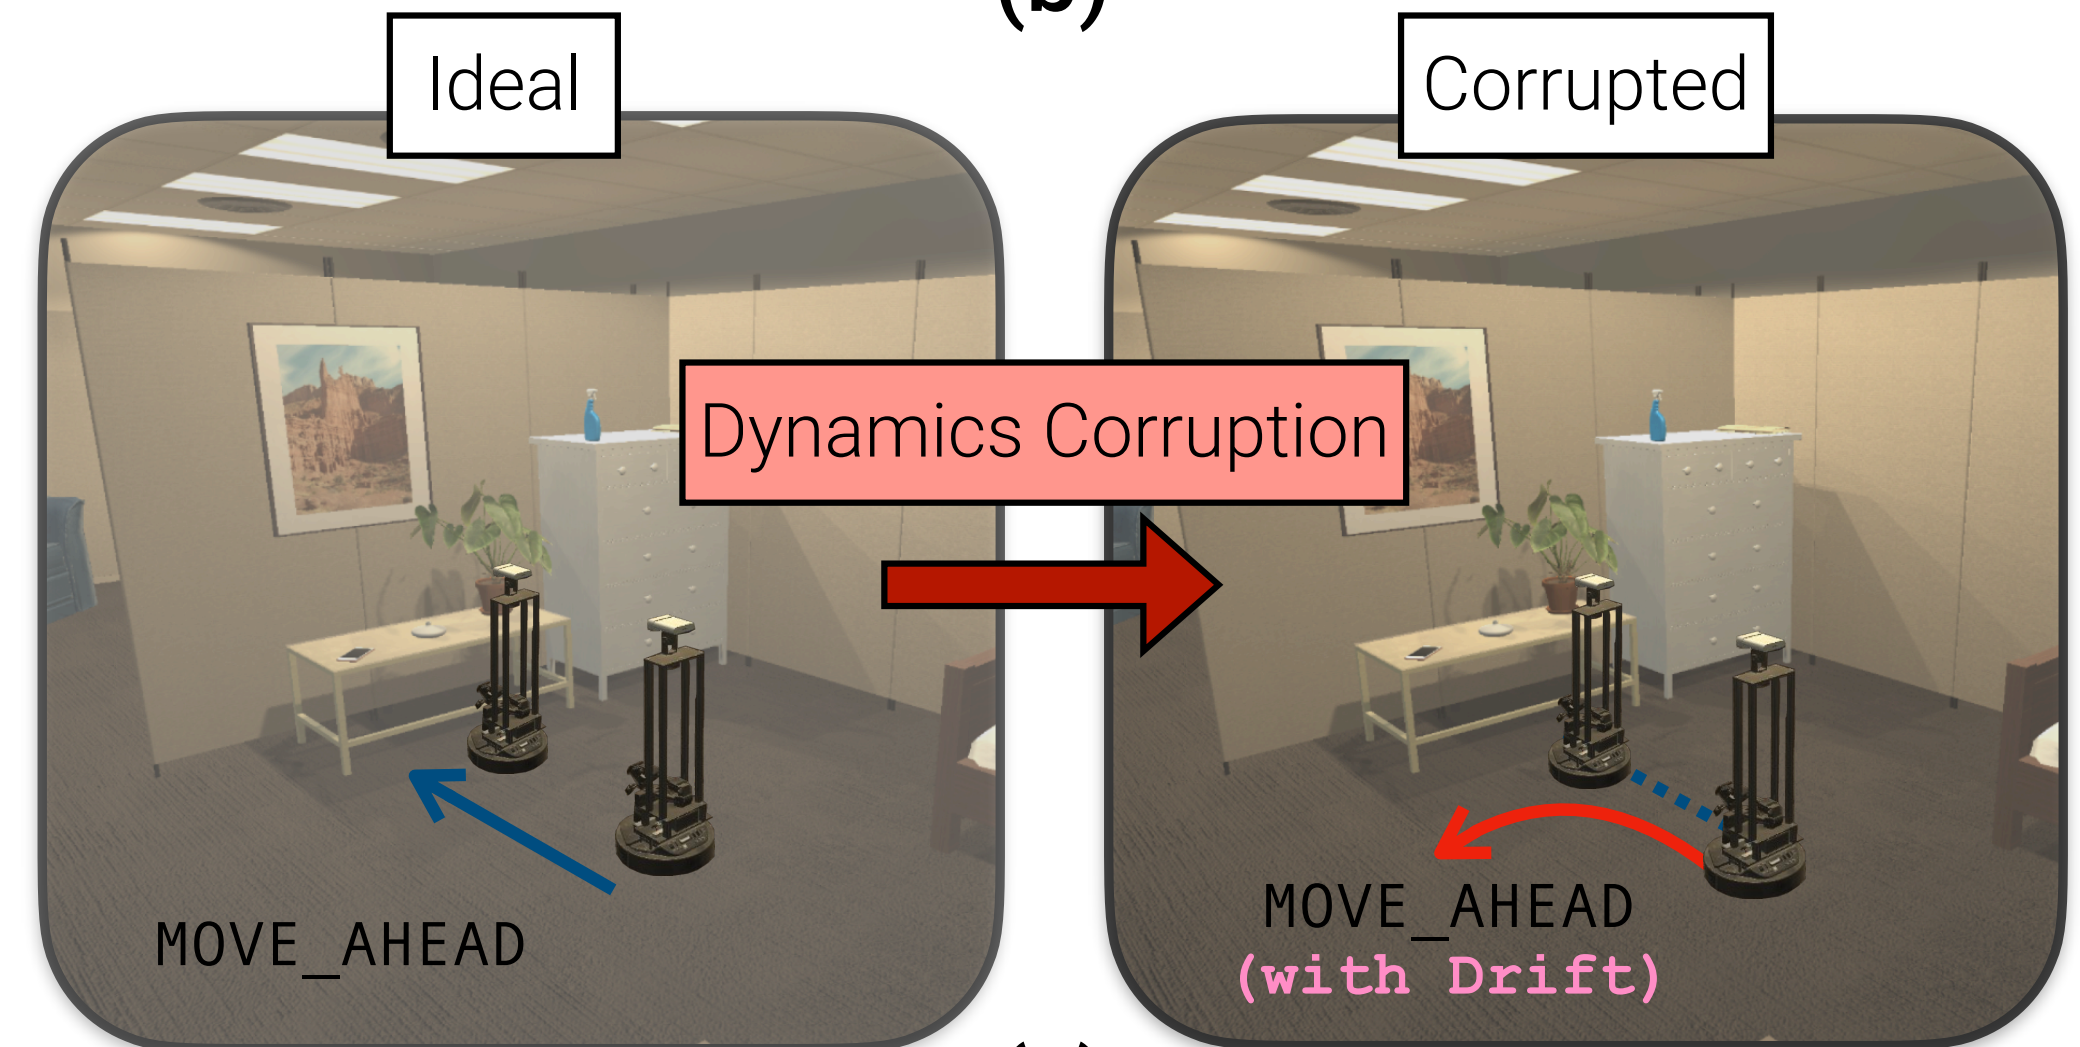 (b)
Ideal
Corrupted
Dynamics Corruption
MOVE_AHEAD
MOVE_AHEAD
(with Drift)